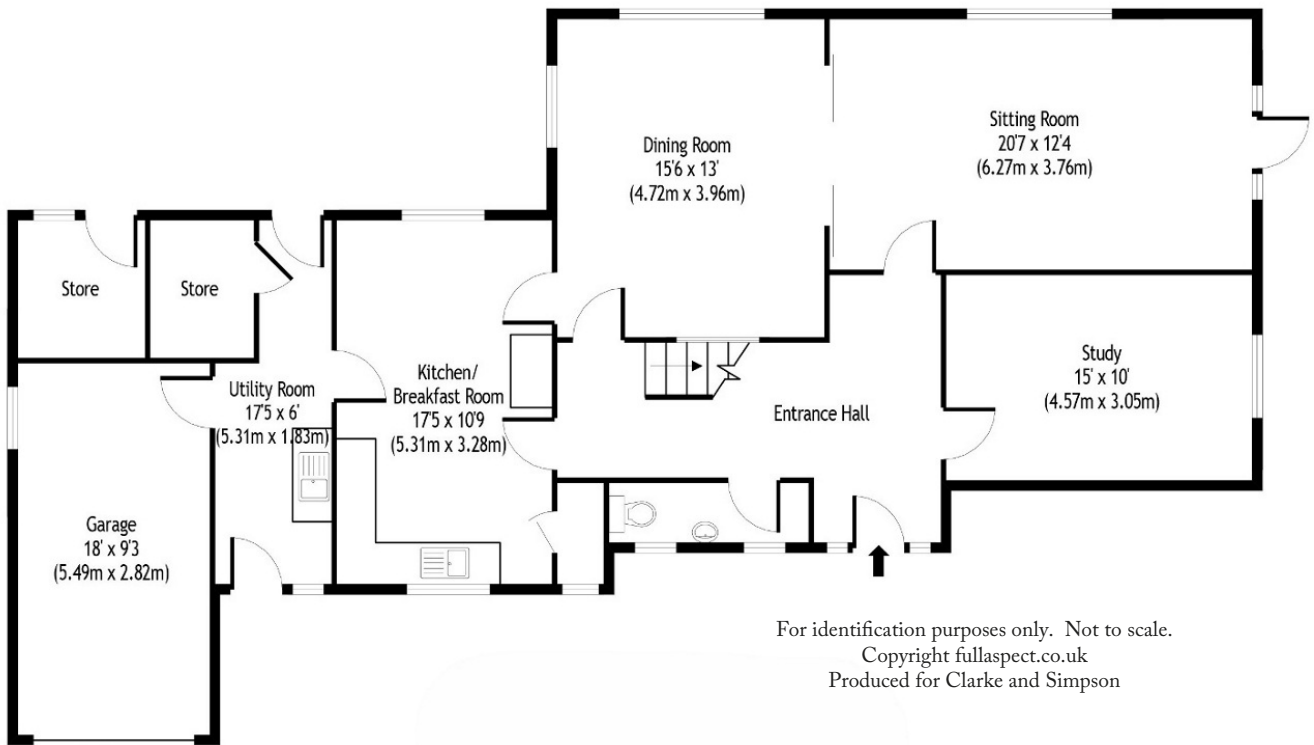 Dining Room
15'6 x 13'
(4.72m x 3.96m)
Sitting Room
20'7 x 12'4
(6.27m x 3.76m)
Store
Store
Utility Room
17'5 x 6'
(5.31m x 1.83m)
Kitchen/
Breakfast Room
17'5 x 10'9
(5.31m x 3.28m)
Entrance Hall
Study
15' x 10'
(4.57m x 3.05m)
Garage
18' x 9'3
(5.49m x 2.82m)
For identification purposes only. Not to scale.
Copyright fullaspect.co.uk
Produced for Clarke and Simpson